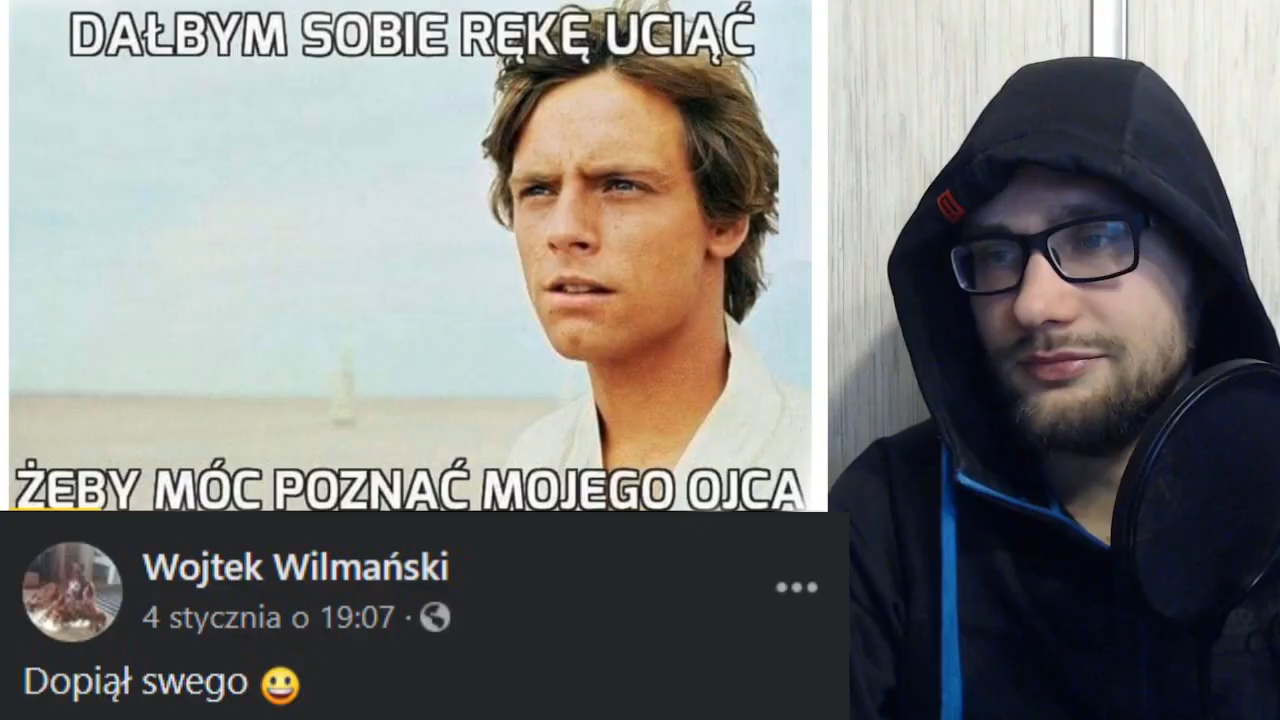 DAŁBYM SOBIE RĘKĘ UCIĄĆ
ŻEBY MÓC POZNAĆ MOJEGO OJCA
Wojtek Wilmański
4 stycznia o 19:07 ·
Dopiął swego 😀